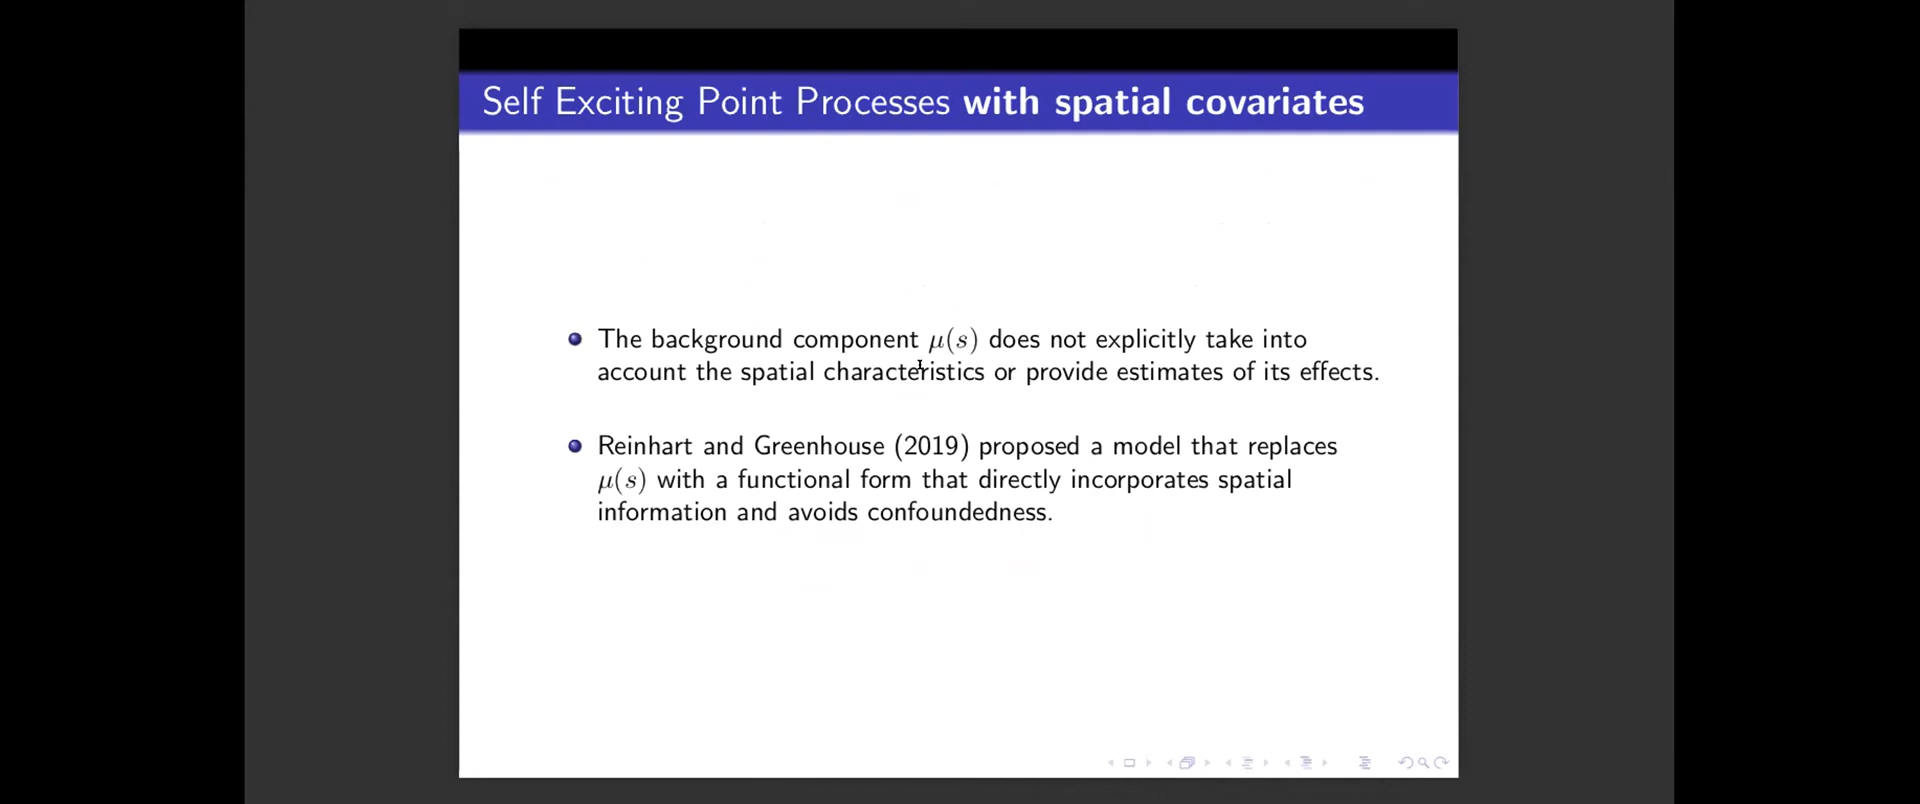 Self Exciting Point Processes with spatial covariates
The background component μ(s) does not explicitly take into
account the spatial characteristics or provide estimates of its effects.
Reinhart and Greenhouse (2019) proposed a model that replaces
μ(s) with a functional form that directly incorporates spatial
information and avoids confoundedness.